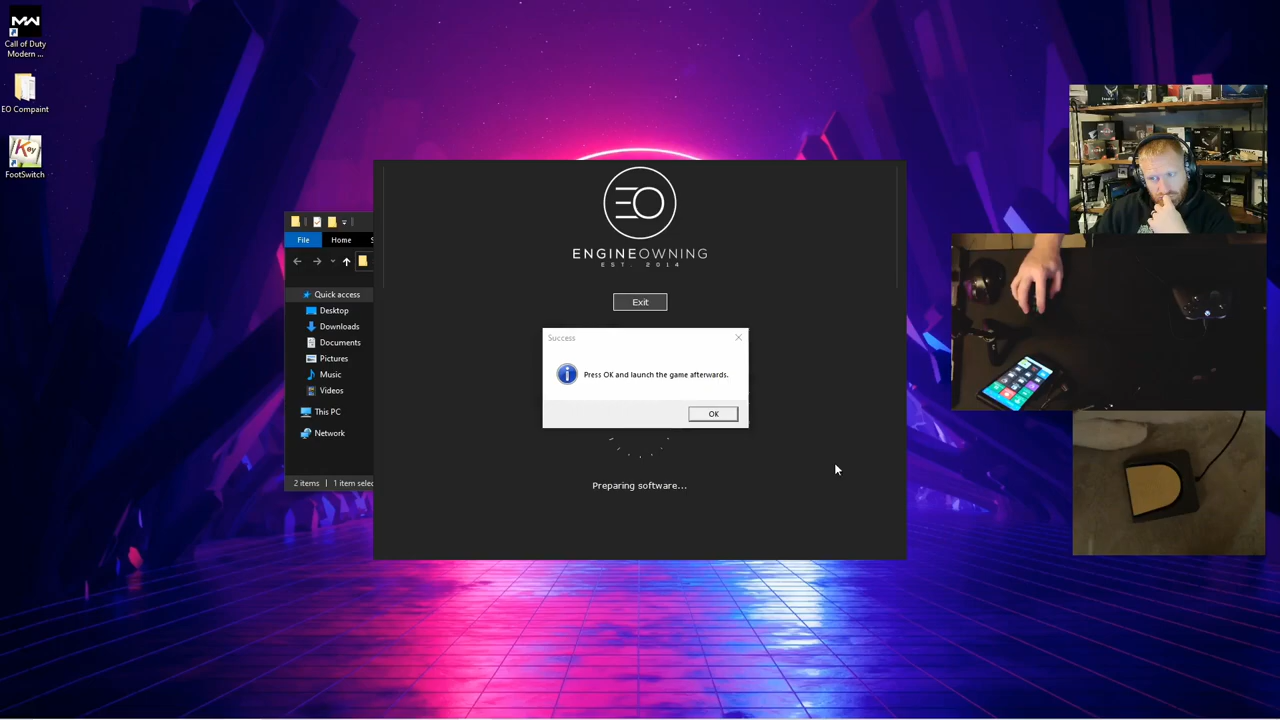 Call of Duty
Modern ...
EO Compaint
Key
FootSwitch
File
Home
Quick access
Desktop
Downloads
Documents
Pictures
Music
Videos
This PC
Network
2 items
1 item selec
EO
ENGINEOWNING
EST. 2014
Exit
Success
Press OK and launch the game afterwards.
OK
Preparing software...